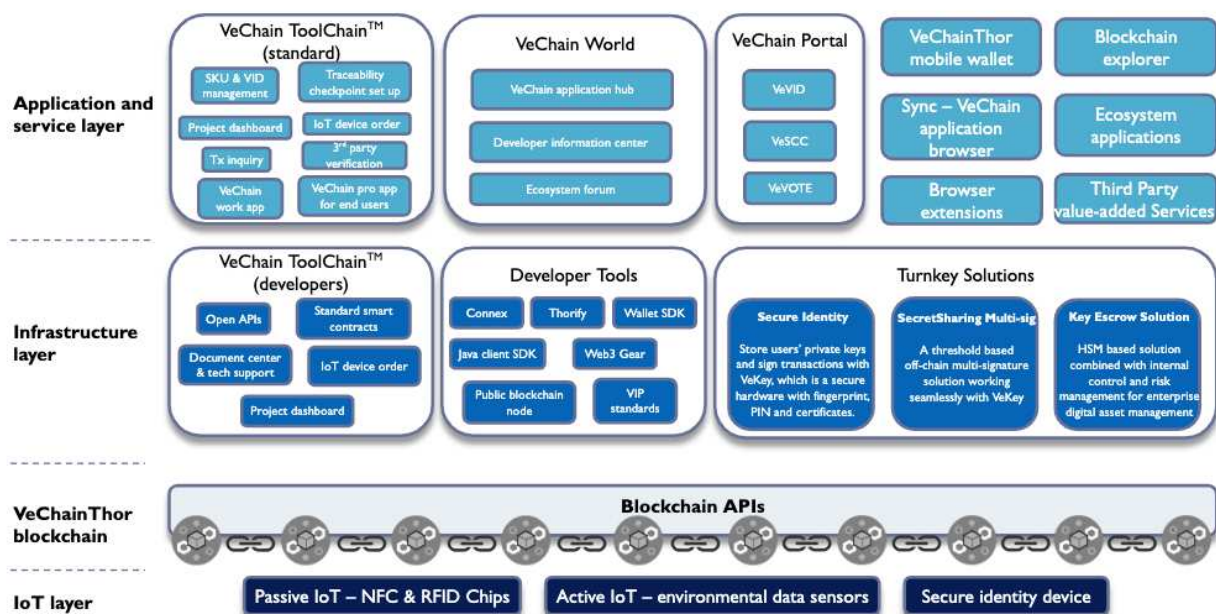 Application and
service layer
VeChain ToolChain™
(standard)
SKU & VID
management
Traceability
checkpoint set up
Project dashboard
IoT device order
Tx inquiry
3rd party
verification
VeChain
work app
VeChain pro app
for end users
VeChain World
VeChain application hub
Developer information center
Ecosystem forum
VeChain Portal
VeVID
VeSCC
VeVOTE
VeChainThor
mobile wallet
Blockchain
explorer
Sync – VeChain
application
browser
Ecosystem
applications
Browser
extensions
Third Party
value-added Services
Infrastructure
layer
VeChain ToolChain™
(developers)
Open APIs
Standard smart
contracts
Document center
& tech support
IoT device order
Project dashboard
Developer Tools
Connex
Thorify
Wallet SDK
Java client SDK
Web3 Gear
Public blockchain
node
VIP
standards
Turnkey Solutions
Secure Identity
Store users' private keys
and sign transactions with
VeKey, which is a secure
hardware with fingerprint,
PIN and certificates.
SecretSharing Multi-sig
A threshold based
off-chain multi-signature
solution working
seamlessly with VeKey
Key Escrow Solution
HSM based solution
combined with internal
control and risk
management for enterprise
digital asset management
VeChainThor
blockchain
Blockchain APIs
IoT layer
Passive IoT – NFC & RFID Chips
Active IoT – environmental data sensors
Secure identity device